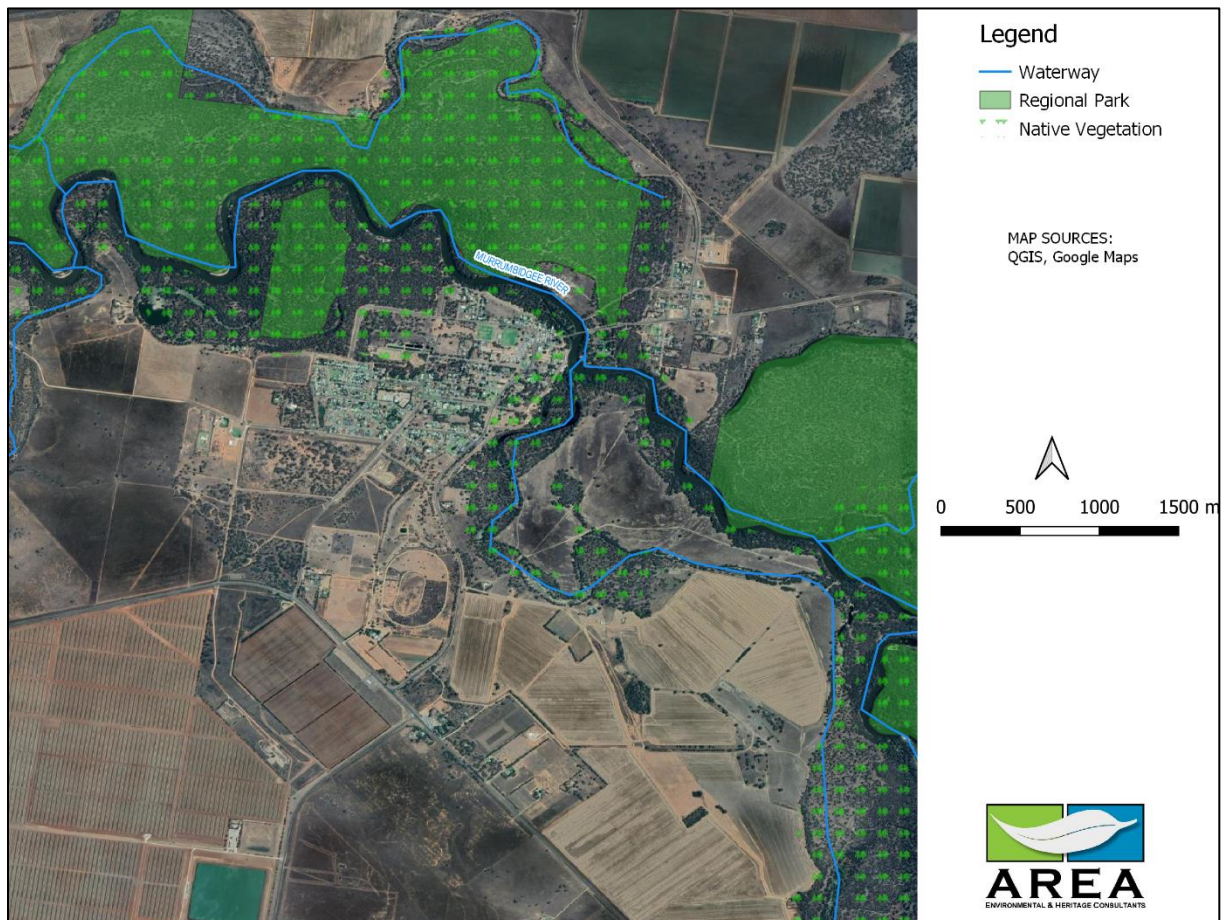 MURRUMBIDGEE RIVER
Legend
Waterway
Regional Park
Native Vegetation
MAP SOURCES:
QGIS, Google Maps
0 500 1000 1500 m
AREA
ENVIRONMENTAL & HERITAGE CONSULTANTS